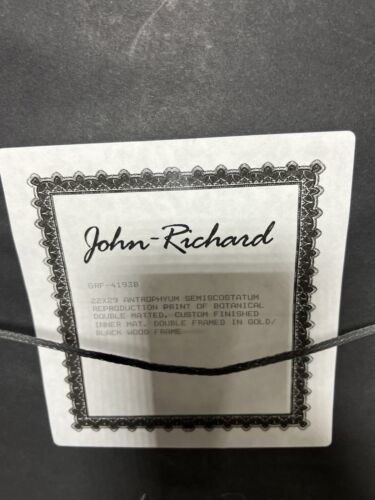 John-Richard
GRF-4193B
22X29 ANTROPHYUM SEMISCOSTATUM
REPRODUCTION PRINT OF BOTANICAL
DOUBLE MATTED, CUSTOM FINISHED
INNER MAT. DOUBLE FRAMED IN GOLD/
BLACK WOOD FRAME